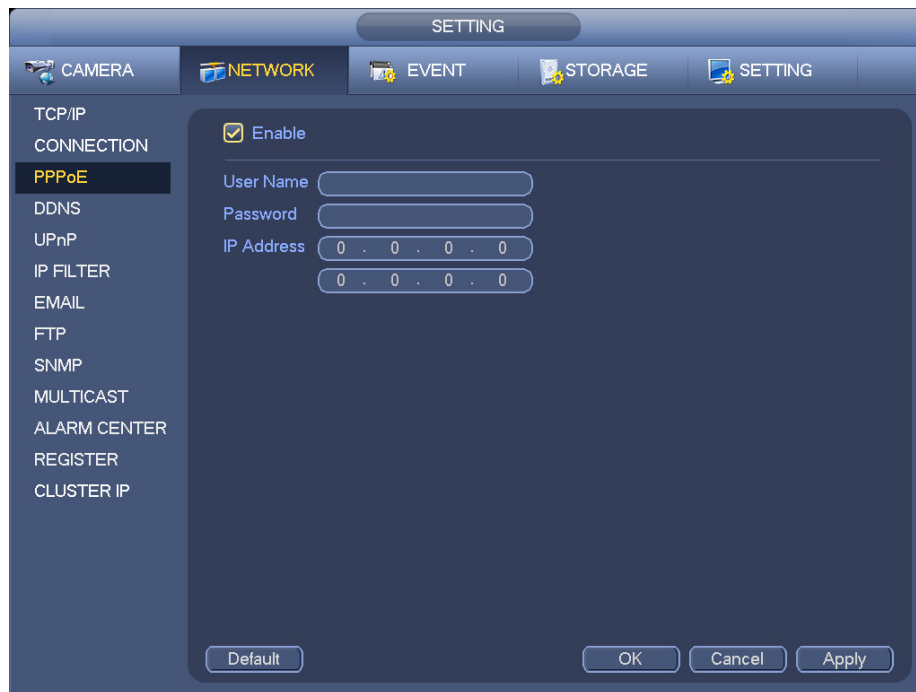 SETTING
CAMERA
NETWORK
EVENT
STORAGE
SETTING
TCP/IP
CONNECTION
PPPoE
DDNS
UPnP
IP FILTER
EMAIL
FTP
SNMP
MULTICAST
ALARM CENTER
REGISTER
CLUSTER IP
Enable
User Name
Password
IP Address 0 . 0 . 0 . 0
0 . 0 . 0 . 0
Default
OK
Cancel
Apply